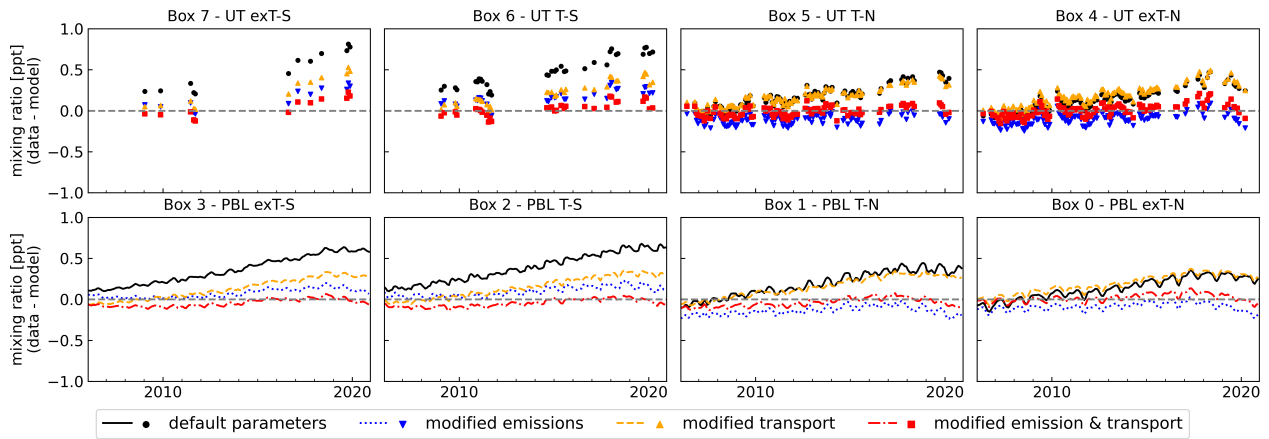 Box 7 - UT exT-S
Box 6 - UT T-S
Box 5 - UT T-N
Box 4 - UT exT-N
mixing ratio [ppt]
(data - model)
1.0
0.5
0.0
−0.5
−1.0
Box 3 - PBL exT-S
Box 2 - PBL T-S
Box 1 - PBL T-N
Box 0 - PBL exT-N
mixing ratio [ppt]
(data - model)
1.0
0.5
0.0
−0.5
−1.0
2010 2020
2010 2020
2010 2020
2010 2020
default parameters modified emissions modified transport modified emission & transport